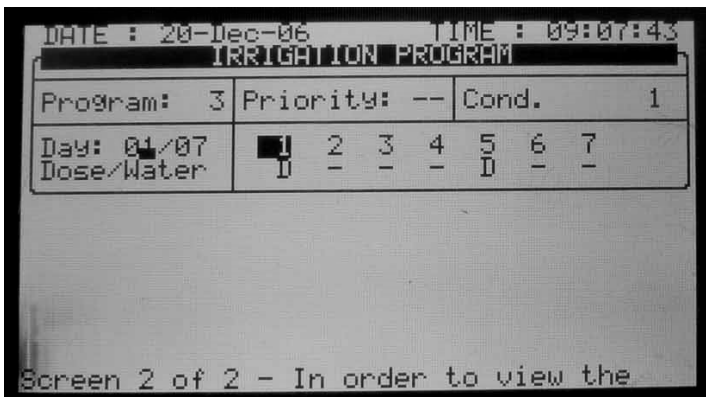 DATE : 20-Dec-06 TIME : 09:07:43
IRRIGATION PROGRAM
Program: 3 Priority: -- Cond. 1
Day: 01/07 1 2 3 4 5 6 7
Dose/Water D - - - D - -
Screen 2 of 2 - In order to view the